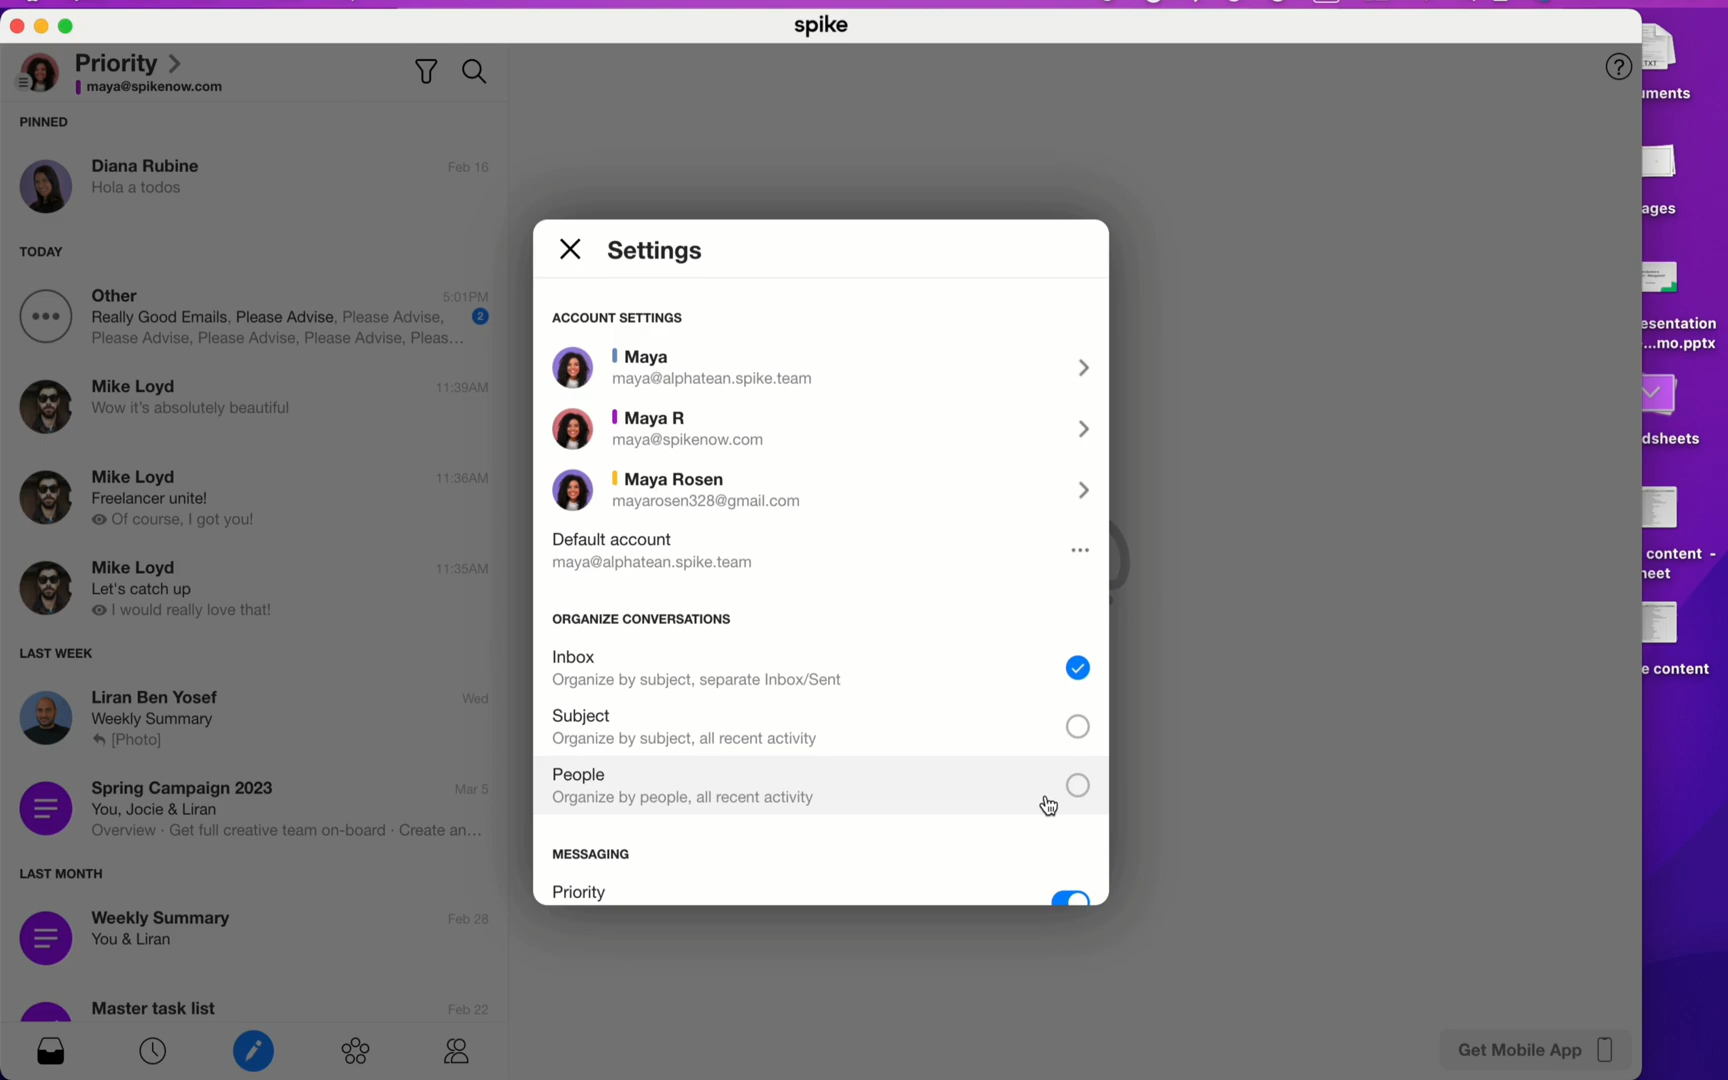 spike
Priority
maya@spikenow.com
PINNED
Diana Rubine
Feb 16
Hola a todos
TODAY
Other
5:01PM
Really Good Emails, Please Advise, Please Advise,
2
Please Advise, Please Advise, Please Advise, Pleas...
Mike Loyd
11:39AM
Wow it's absolutely beautiful
Mike Loyd
11:36AM
Freelancer unite!
Of course, I got you!
Mike Loyd
11:35AM
Let's catch up
I would really love that!
LAST WEEK
Liran Ben Yosef
Wed
Weekly Summary
[Photo]
Spring Campaign 2023
Mar 5
You, Jocie & Liran
Overview · Get full creative team on-board · Create an...
LAST MONTH
Weekly Summary
Feb 28
You & Liran
Master task list
Feb 22
Settings
ACCOUNT SETTINGS
Maya
maya@alphatean.spike.team
Maya R
maya@spikenow.com
Maya Rosen
mayarosen328@gmail.com
Default account
maya@alphatean.spike.team
ORGANIZE CONVERSATIONS
Inbox
Organize by subject, separate Inbox/Sent
Subject
Organize by subject, all recent activity
People
Organize by people, all recent activity
MESSAGING
Priority
?
Get Mobile App
TXT
uments
ages
esentation
...mo.pptx
dsheets
content -
heet
e content